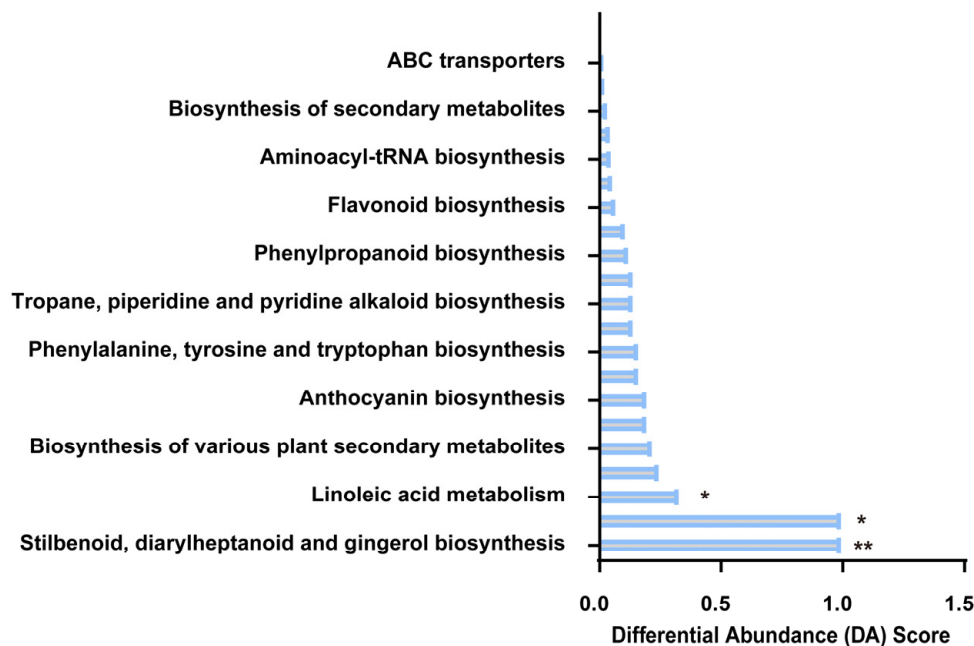 ABC transporters
Biosynthesis of secondary metabolites
Aminoacyl-tRNA biosynthesis
Flavonoid biosynthesis
Phenylpropanoid biosynthesis
Tropane, piperidine and pyridine alkaloid biosynthesis
Phenylalanine, tyrosine and tryptophan biosynthesis
Anthocyanin biosynthesis
Biosynthesis of various plant secondary metabolites
Linoleic acid metabolism *
*
Stilbenoid, diarylheptanoid and gingerol biosynthesis **
0.0 0.5 1.0 1.5
Differential Abundance (DA) Score